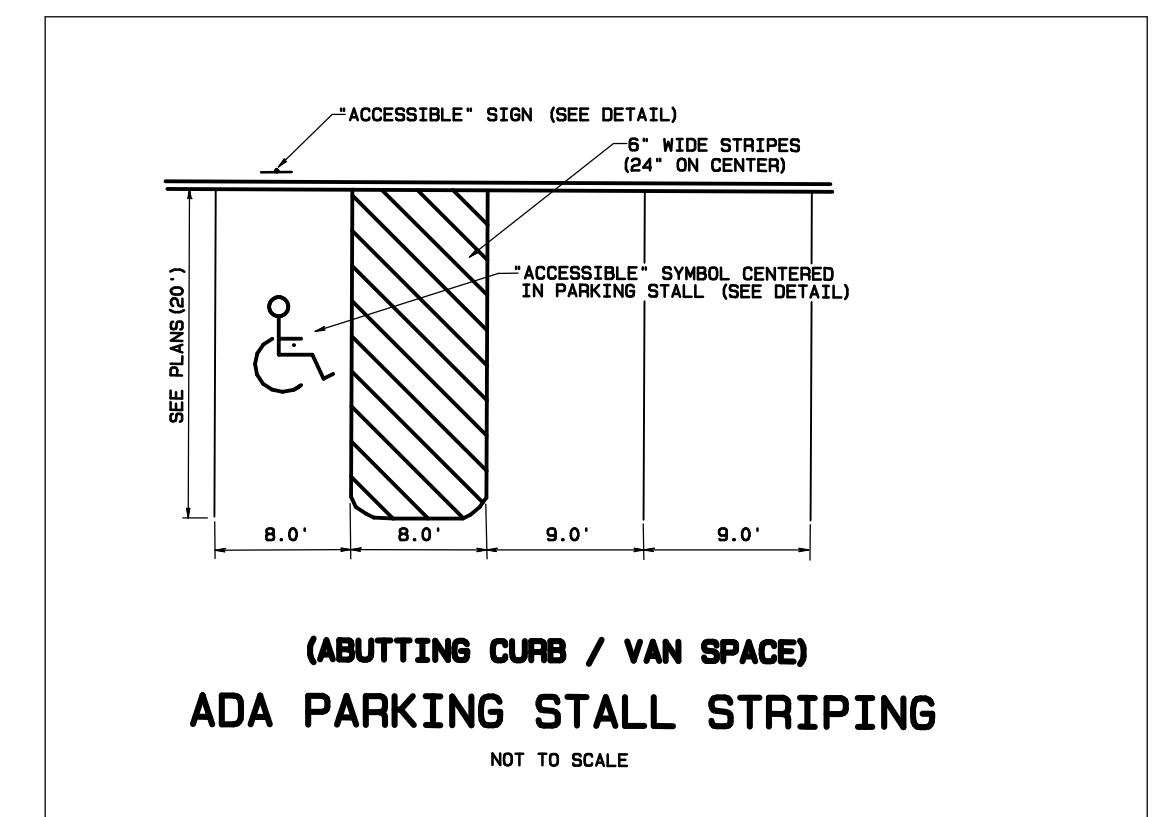 "ACCESSIBLE" SIGN (SEE DETAIL)
6" WIDE STRIPES
(24" ON CENTER)
"ACCESSIBLE" SYMBOL CENTERED
IN PARKING STALL (SEE DETAIL)
SEE PLANS (20')
8.0'
8.0'
9.0'
9.0'
(ABUTTING CURB / VAN SPACE)
ADA PARKING STALL STRIPING
NOT TO SCALE